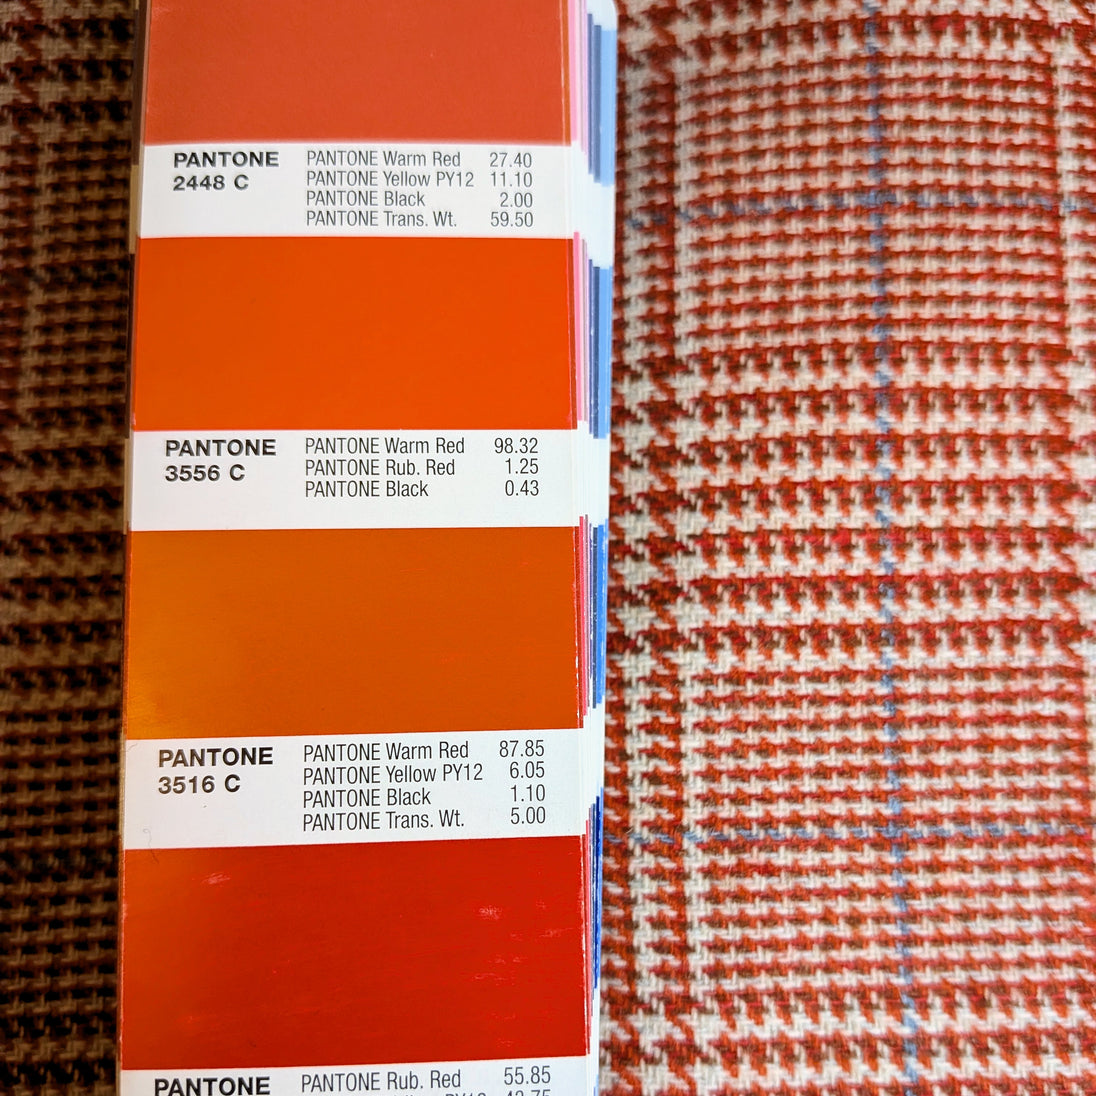 PANTONE
2448 C
PANTONE Warm Red 27.40
PANTONE Yellow PY12 11.10
PANTONE Black 2.00
PANTONE Trans. Wt. 59.50
PANTONE
3556 C
PANTONE Warm Red 98.32
PANTONE Rub. Red 1.25
PANTONE Black 0.43
PANTONE
3516 C
PANTONE Warm Red 87.85
PANTONE Yellow PY12 6.05
PANTONE Black 1.10
PANTONE Trans. Wt. 5.00
PANTONE
PANTONE Rub. Red 55.85